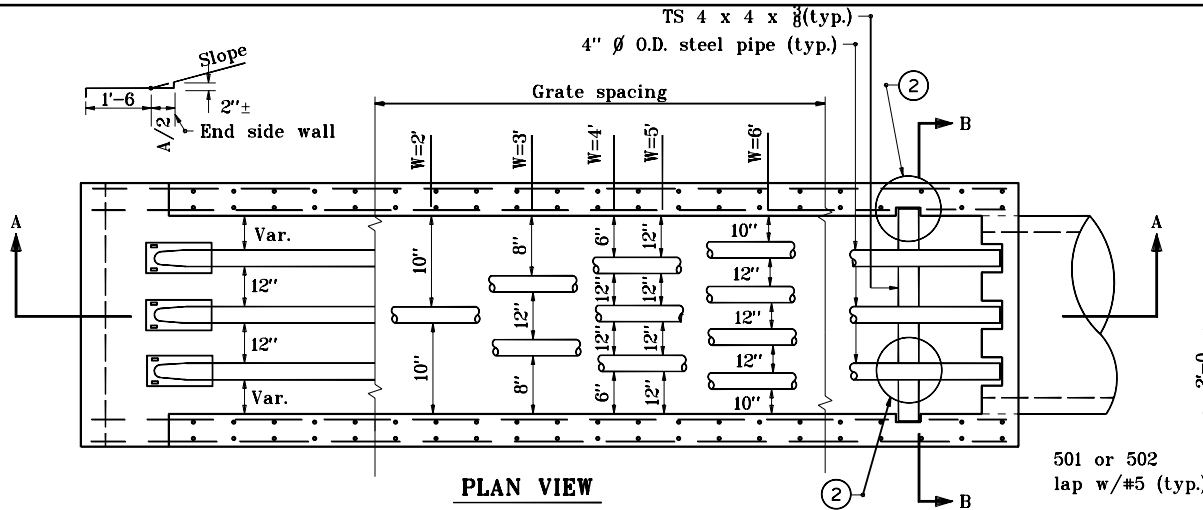 TS 4 x 4 x 3/8(typ.)
4" Ø O.D. steel pipe (typ.)
Slope
1'-6
2"±
A/2
End side wall
Grate spacing
2
B
W=2'
W=3'
W=4'
W=5'
W=6'
A
A
Var.
10"
8"
6"
12"
10"
12"
12"
12"
12"
12"
12"
12"
12"
12"
12"
12"
Var.
10"
8"
6"
12"
10"
2'-0
501 or 502
lap w/#5 (typ.)
PLAN VIEW
2
B